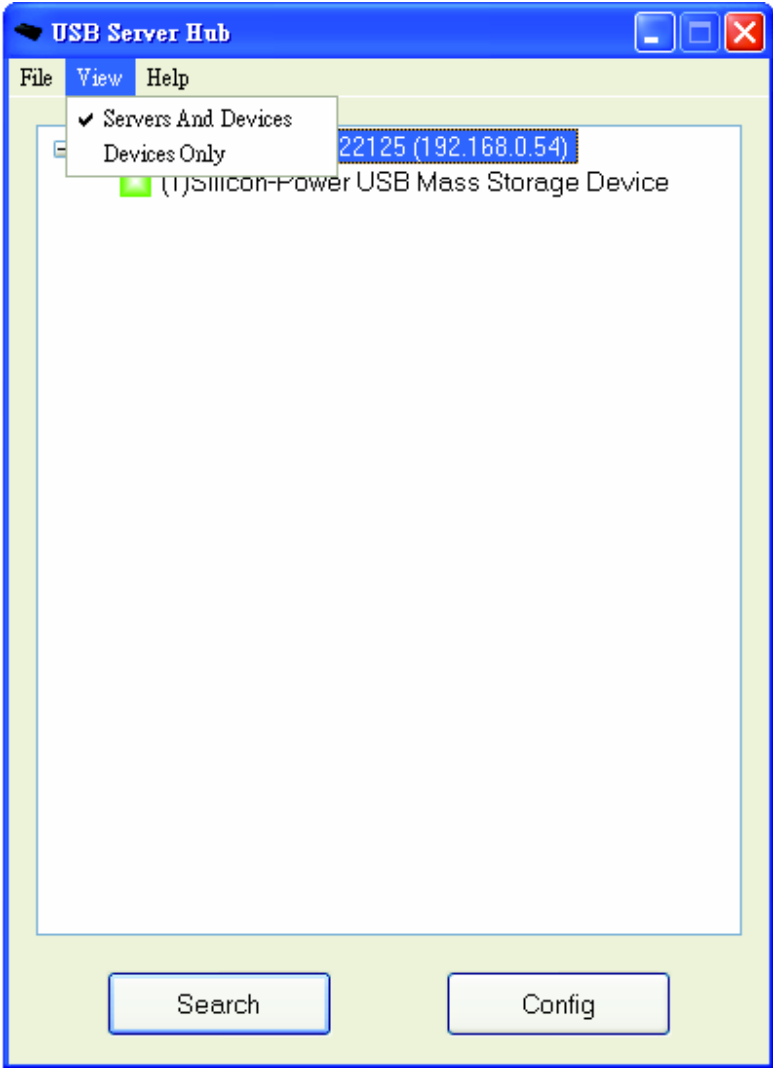 USB Server Hub
File View Help
Servers And Devices
Devices Only
22125 (192.168.0.54)
(1)Silicon-Power USB Mass Storage Device
Search Config